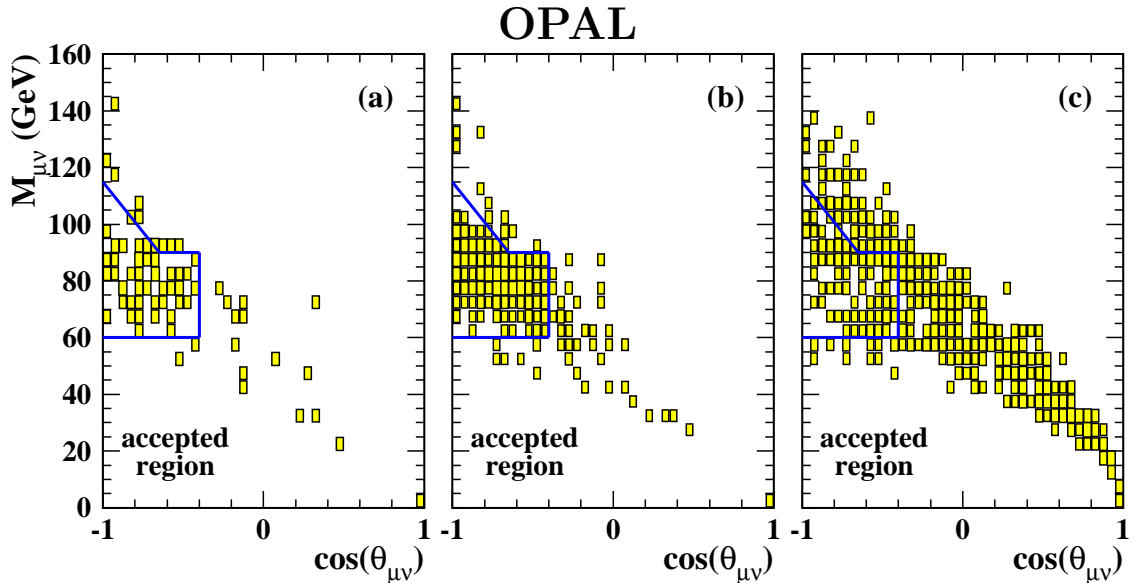 OPAL
M_μν (GeV)
160
140
120
100
80
60
40
20
0
(a)
accepted
region
-1
0
1
cos(θ_μν)
(b)
accepted
region
-1
0
1
cos(θ_μν)
(c)
accepted
region
-1
0
1
cos(θ_μν)